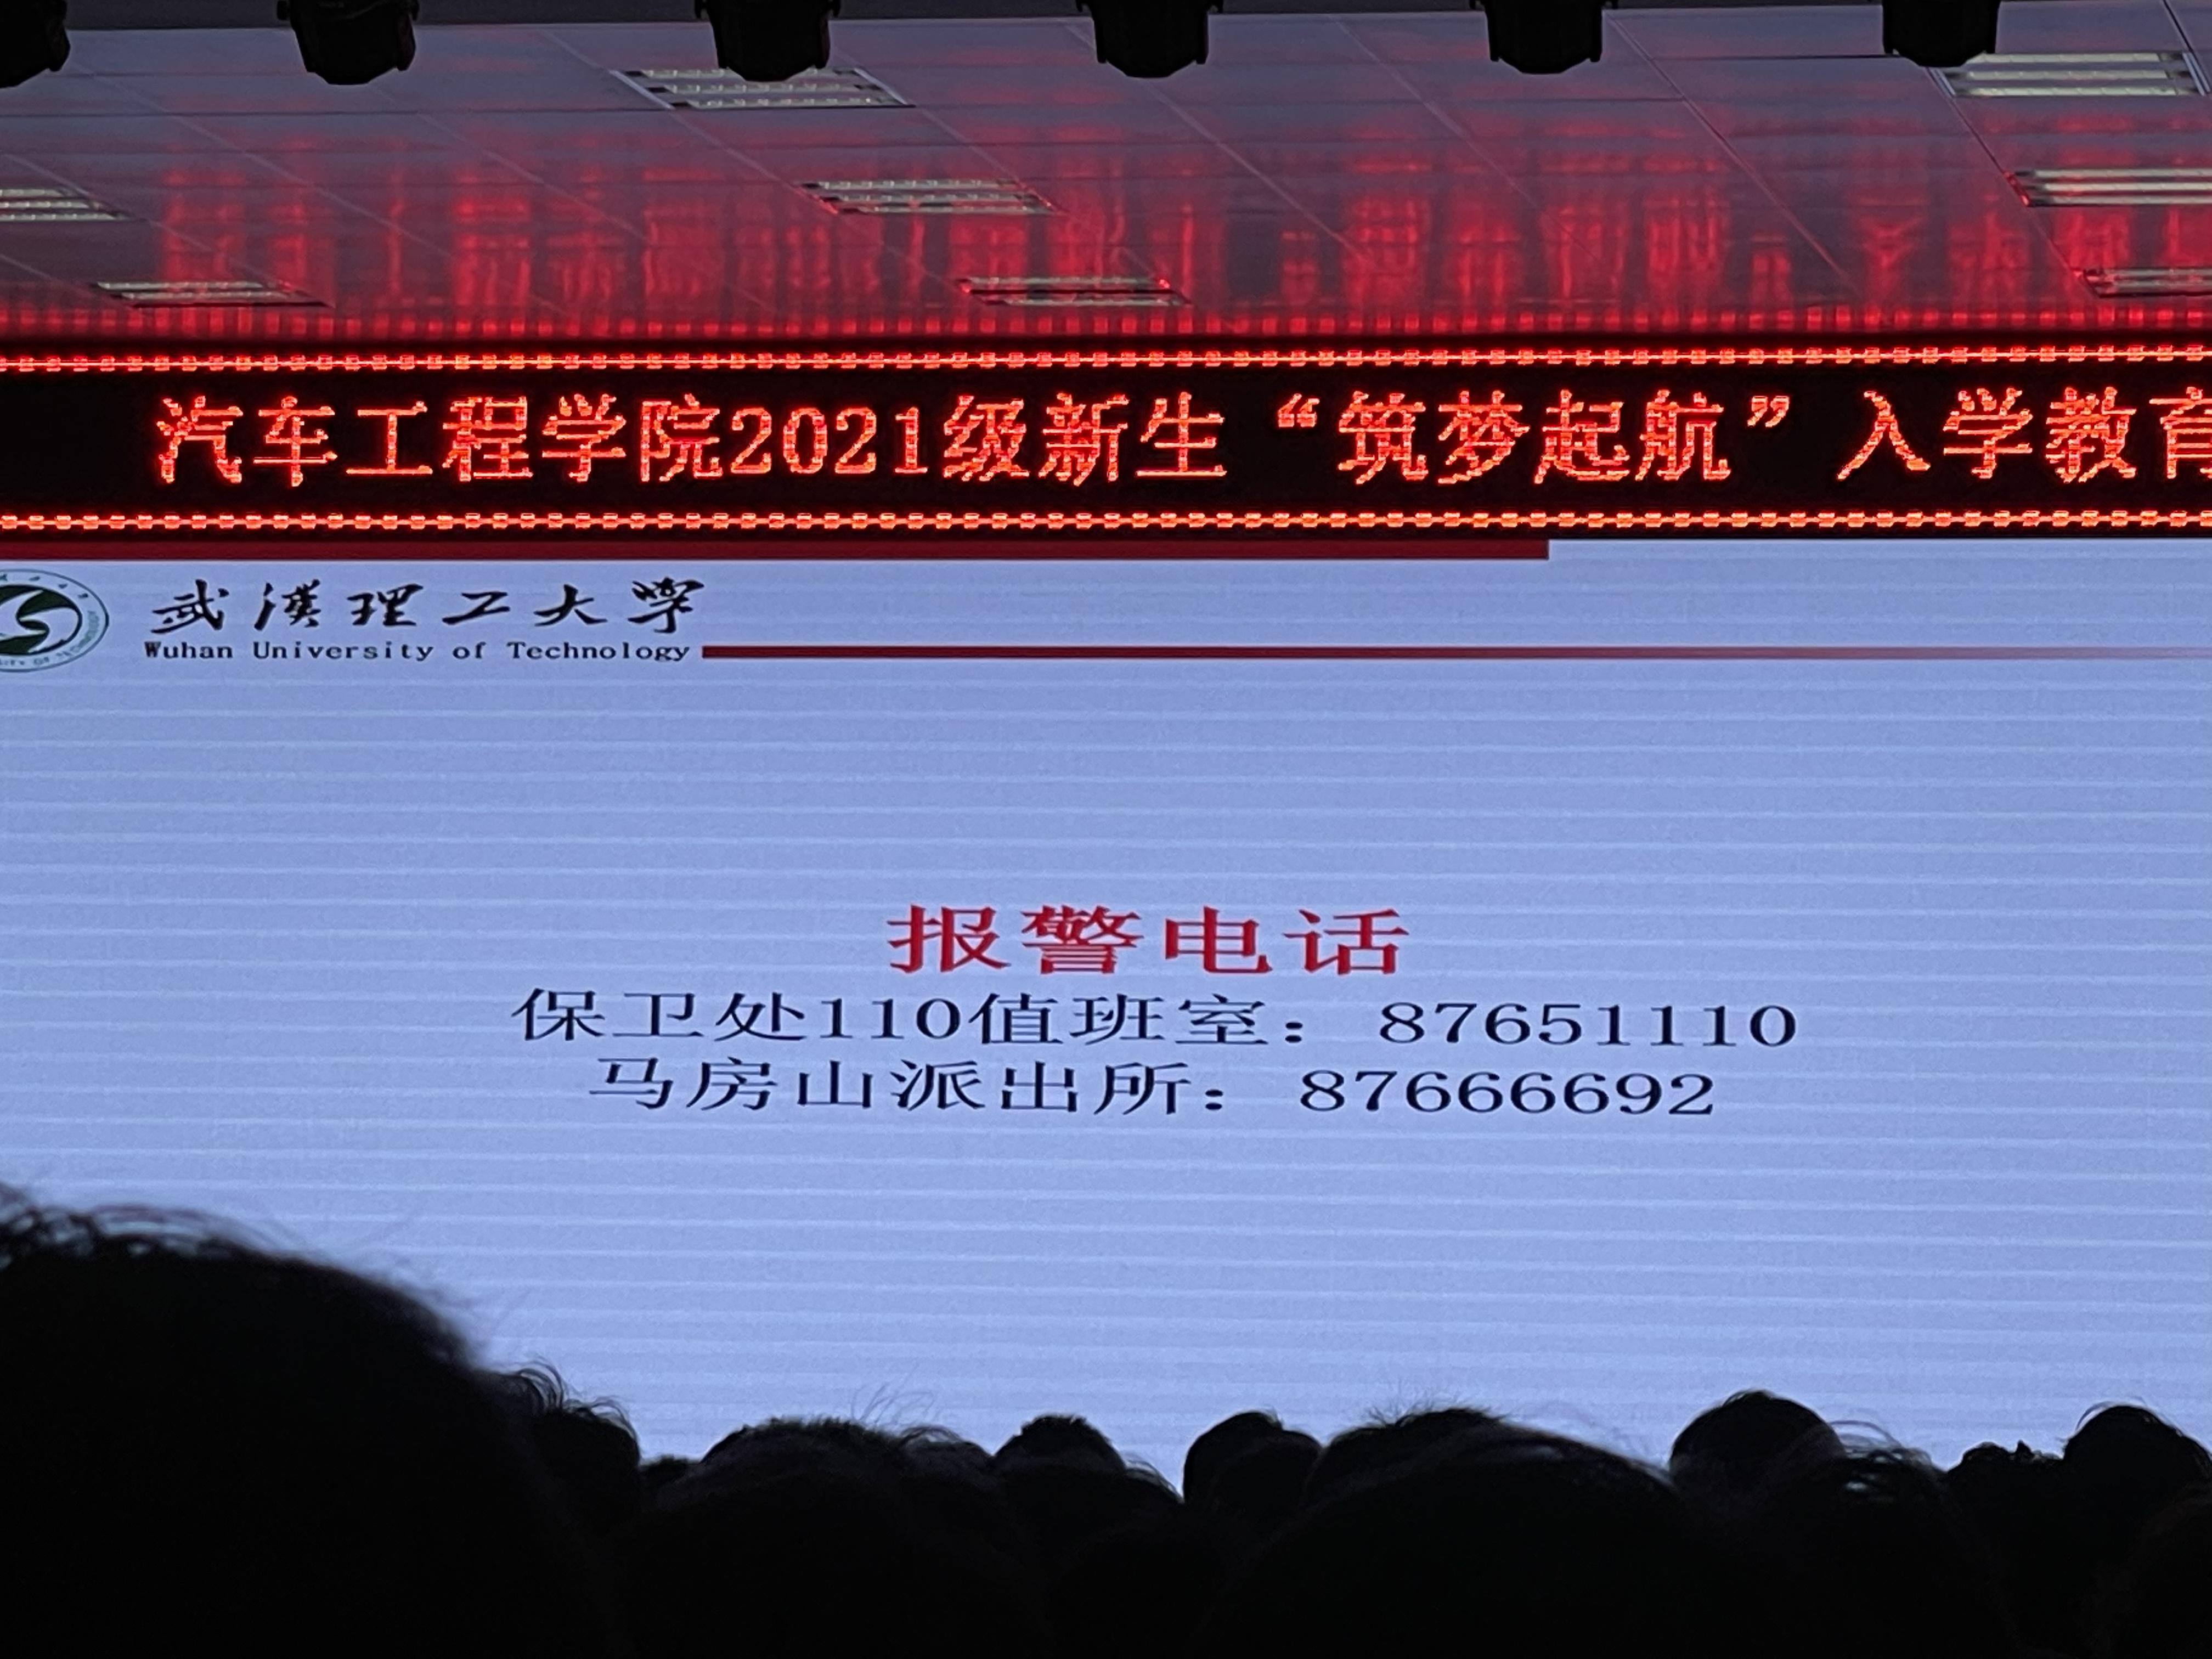 汽车工程学院2021级新生“筑梦起航”入学教育
武汉理工大学
Wuhan University of Technology
报警电话
保卫处110值班室：87651110
马房山派出所：87666692